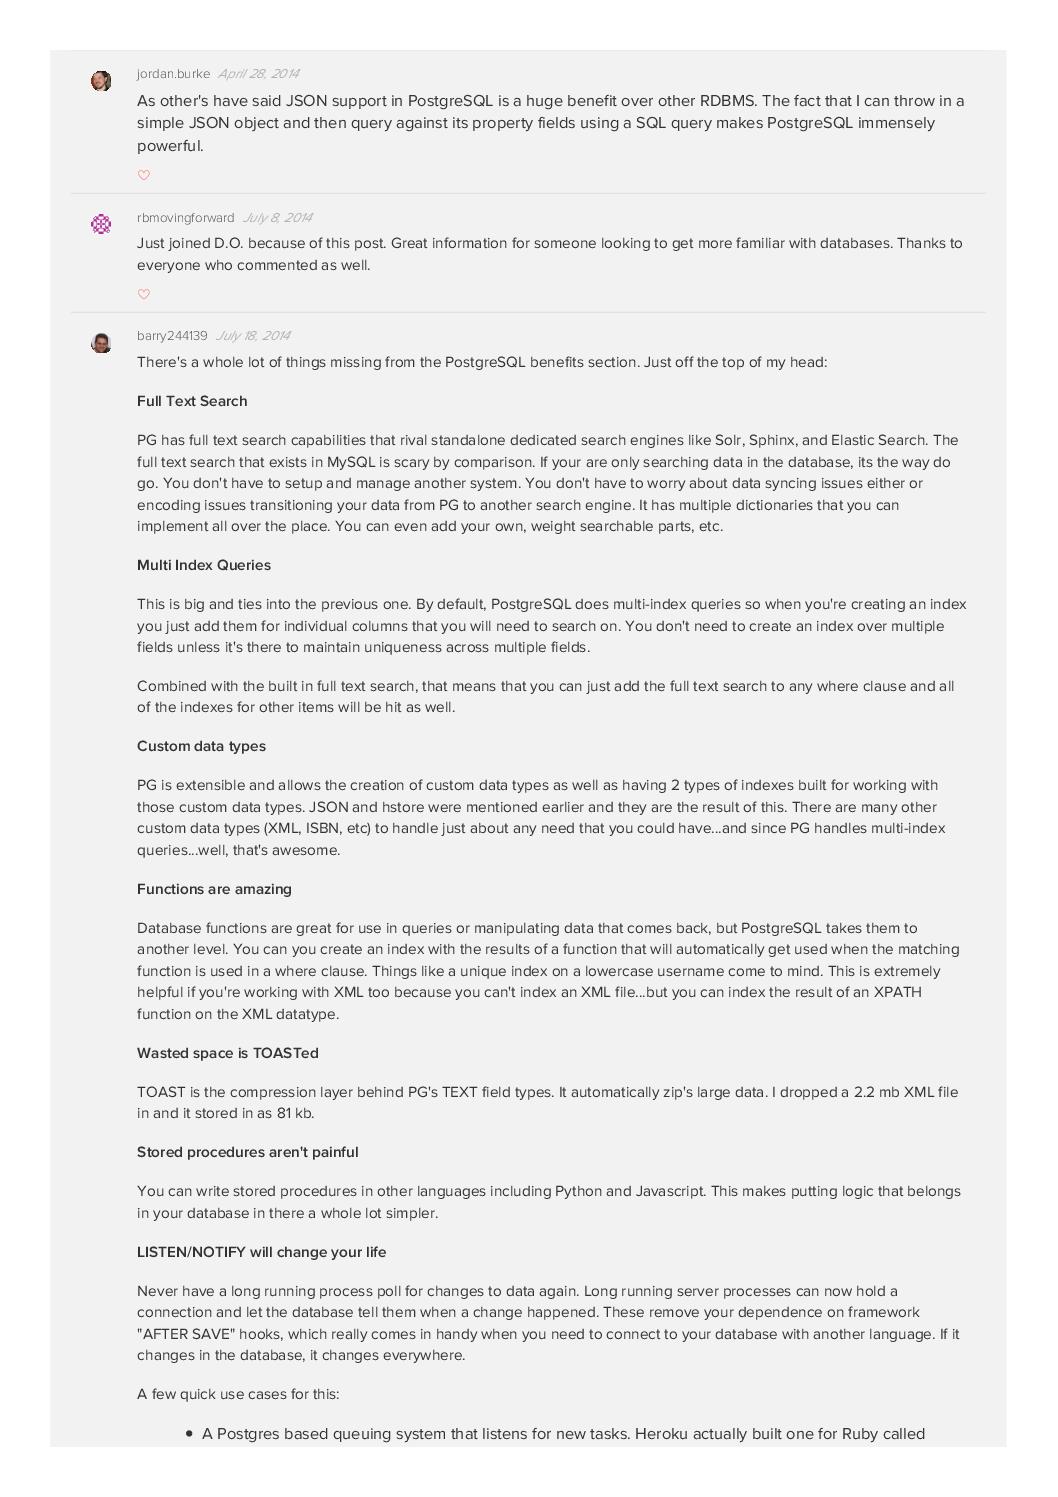 jordan.burke April 28, 2014
As other's have said JSON support in PostgreSQL is a huge benefit over other RDBMS. The fact that I can throw in a
simple JSON object and then query against its property fields using a SQL query makes PostgreSQL immensely
powerful.
rbmovingforward July 8, 2014
Just joined D.O. because of this post. Great information for someone looking to get more familiar with databases. Thanks to
everyone who commented as well.
barry244139 July 18, 2014
There's a whole lot of things missing from the PostgreSQL benefits section. Just off the top of my head:
Full Text Search
PG has full text search capabilities that rival standalone dedicated search engines like Solr, Sphinx, and Elastic Search. The
full text search that exists in MySQL is scary by comparison. If your are only searching data in the database, its the way do
go. You don't have to setup and manage another system. You don't have to worry about data syncing issues either or
encoding issues transitioning your data from PG to another search engine. It has multiple dictionaries that you can
implement all over the place. You can even add your own, weight searchable parts, etc.
Multi Index Queries
This is big and ties into the previous one. By default, PostgreSQL does multi-index queries so when you're creating an index
you just add them for individual columns that you will need to search on. You don't need to create an index over multiple
fields unless it's there to maintain uniqueness across multiple fields.
Combined with the built in full text search, that means that you can just add the full text search to any where clause and all
of the indexes for other items will be hit as well.
Custom data types
PG is extensible and allows the creation of custom data types as well as having 2 types of indexes built for working with
those custom data types. JSON and hstore were mentioned earlier and they are the result of this. There are many other
custom data types (XML, ISBN, etc) to handle just about any need that you could have...and since PG handles multi-index
queries...well, that's awesome.
Functions are amazing
Database functions are great for use in queries or manipulating data that comes back, but PostgreSQL takes them to
another level. You can you create an index with the results of a function that will automatically get used when the matching
function is used in a where clause. Things like a unique index on a lowercase username come to mind. This is extremely
helpful if you're working with XML too because you can't index an XML file...but you can index the result of an XPATH
function on the XML datatype.
Wasted space is TOASTed
TOAST is the compression layer behind PG's TEXT field types. It automatically zip's large data. I dropped a 2.2 mb XML file
in and it stored in as 81 kb.
Stored procedures aren't painful
You can write stored procedures in other languages including Python and Javascript. This makes putting logic that belongs
in your database in there a whole lot simpler.
LISTEN/NOTIFY will change your life
Never have a long running process poll for changes to data again. Long running server processes can now hold a
connection and let the database tell them when a change happened. These remove your dependence on framework
"AFTER SAVE" hooks, which really comes in handy when you need to connect to your database with another language. If it
changes in the database, it changes everywhere.
A few quick use cases for this:
• A Postgres based queuing system that listens for new tasks. Heroku actually built one for Ruby called